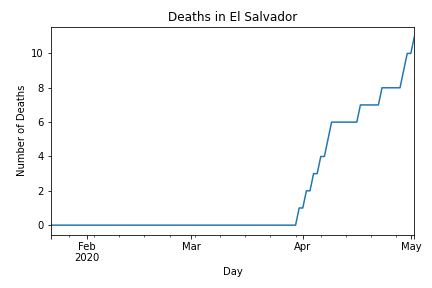 Deaths in El Salvador
Number of Deaths
10
8
6
4
2
0
Feb
2020
Mar
Apr
May
Day